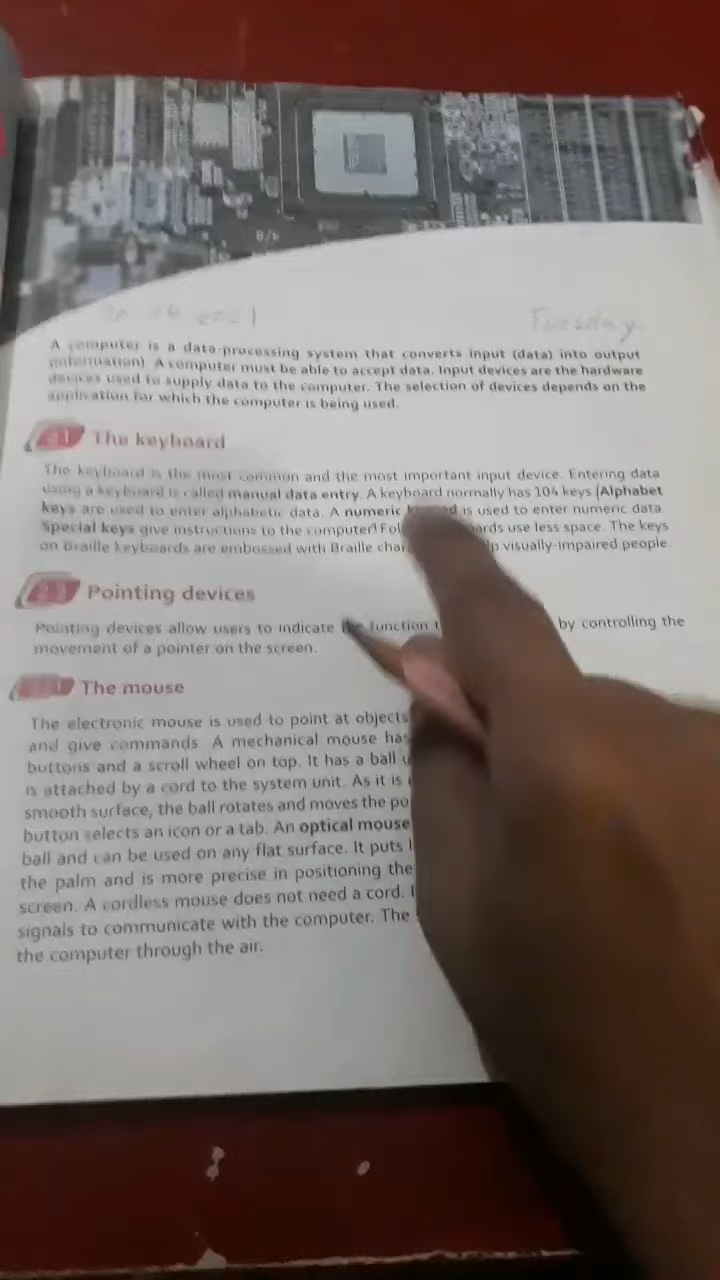 2021
Tuesday
A computer is a data-processing system that converts input (data) into output
(information). A computer must be able to accept data. Input devices are the hardware
devices used to supply data to the computer. The selection of devices depends on the
application for which the computer is being used.
The keyboard
The keyboard is the most common and the most important input device. Entering data
using a keyboard is called manual data entry. A keyboard normally has 104 keys (Alphabet
keys are used to enter alphabetic data. A numeric is used to enter numeric data
Special keys give instructions to the computer! use less space. The keys
on Braille keyboards are embossed with Braille visually-impaired people.
Pointing devices
Pointing devices allow users to indicate the function by controlling the
movement of a pointer on the screen.
The mouse
The electronic mouse is used to point at objects
and give commands. A mechanical mouse has
buttons and a scroll wheel on top. It has a ball
is attached by a cord to the system unit. As it is
smooth surface, the ball rotates and moves the
button selects an icon or a tab. An optical mouse
ball and can be used on any flat surface. It puts
the palm and is more precise in positioning the
screen. A cordless mouse does not need a cord.
signals to communicate with the computer. The
the computer through the air.